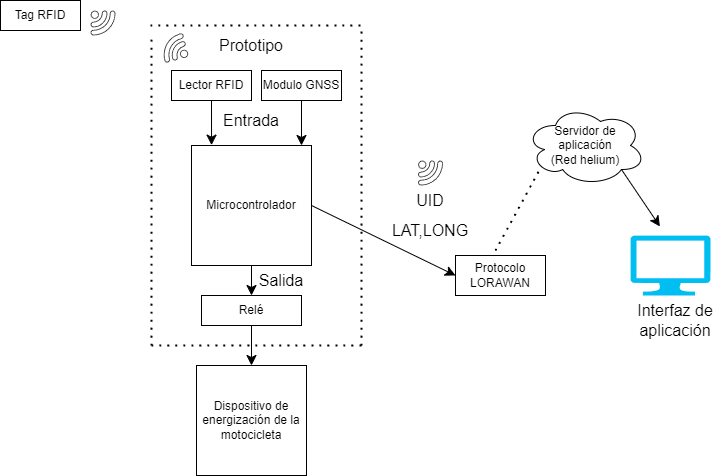 Tag RFID
Prototipo
Lector RFID
Modulo GNSS
Entrada
Microcontrolador
Salida
Relé
Dispositivo de
energización de la
motocicleta
UID
LAT,LONG
Protocolo
LORAWAN
Servidor de
aplicación
(Red helium)
Interfaz de
aplicación